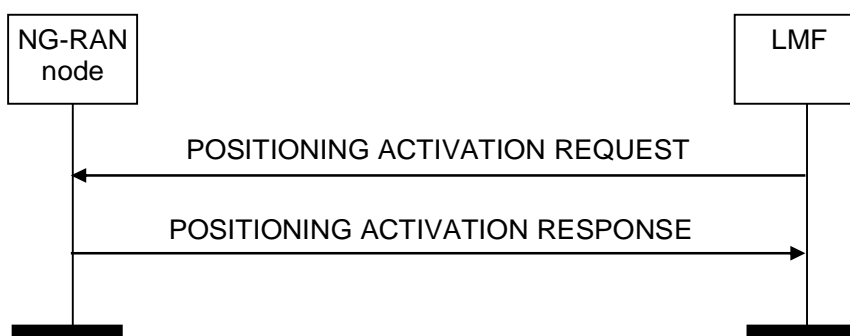 NG-RAN
node
LMF
POSITIONING ACTIVATION REQUEST
POSITIONING ACTIVATION RESPONSE